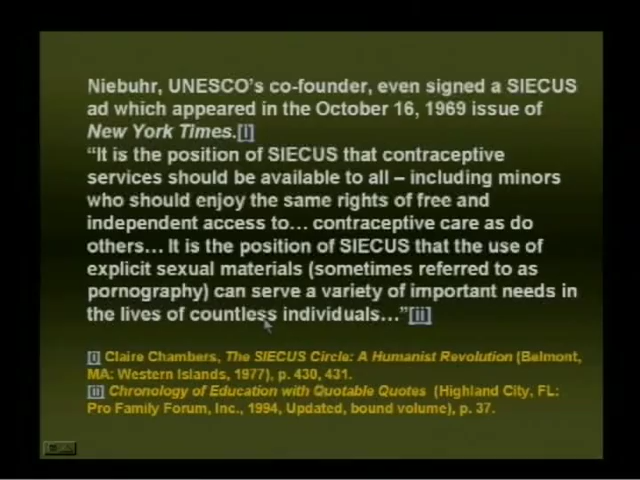 Niebuhr, UNESCO's co-founder, even signed a SIECUS
ad which appeared in the October 16, 1969 issue of
New York Times.[i]
“It is the position of SIECUS that contraceptive
services should be available to all – including minors
who should enjoy the same rights of free and
independent access to… contraceptive care as do
others… It is the position of SIECUS that the use of
explicit sexual materials (sometimes referred to as
pornography) can serve a variety of important needs in
the lives of countless individuals…”[ii]
[i] Claire Chambers, The SIECUS Circle: A Humanist Revolution (Belmont,
MA: Western Islands, 1977), p. 430, 431.
[ii] Chronology of Education with Quotable Quotes (Highland City, FL:
Pro Family Forum, Inc., 1994, Updated, bound volume), p. 37.